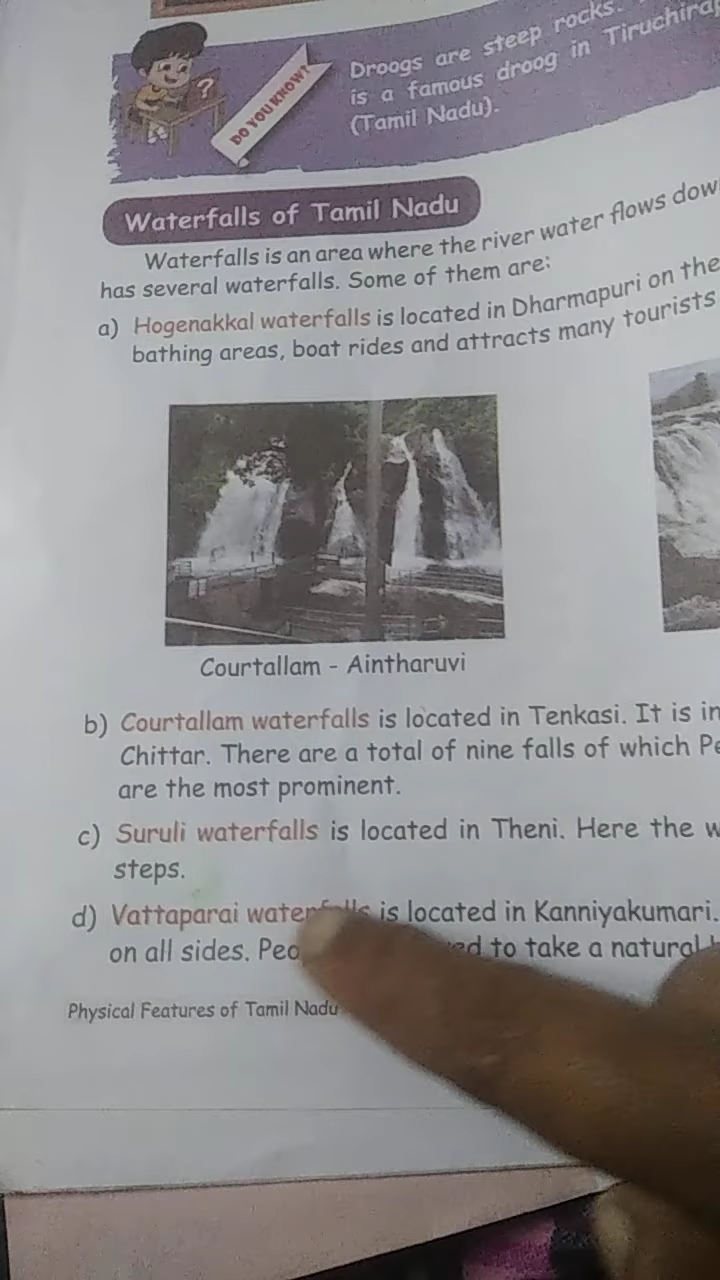 Droogs are steep rocks.
is a famous droog in Tiruchirap
(Tamil Nadu).
?
DO YOU KNOW?
Waterfalls of Tamil Nadu
Waterfalls is an area where the river water flows dow
has several waterfalls. Some of them are:
a) Hogenakkal waterfalls is located in Dharmapuri on the
bathing areas, boat rides and attracts many tourists
Courtallam - Aintharuvi
b) Courtallam waterfalls is located in Tenkasi. It is in
Chittar. There are a total of nine falls of which Pe
are the most prominent.
c) Suruli waterfalls is located in Theni. Here the w
steps.
d) Vattaparai waterfalls is located in Kanniyakumari.
on all sides. Peo ed to take a natural
Physical Features of Tamil Nadu